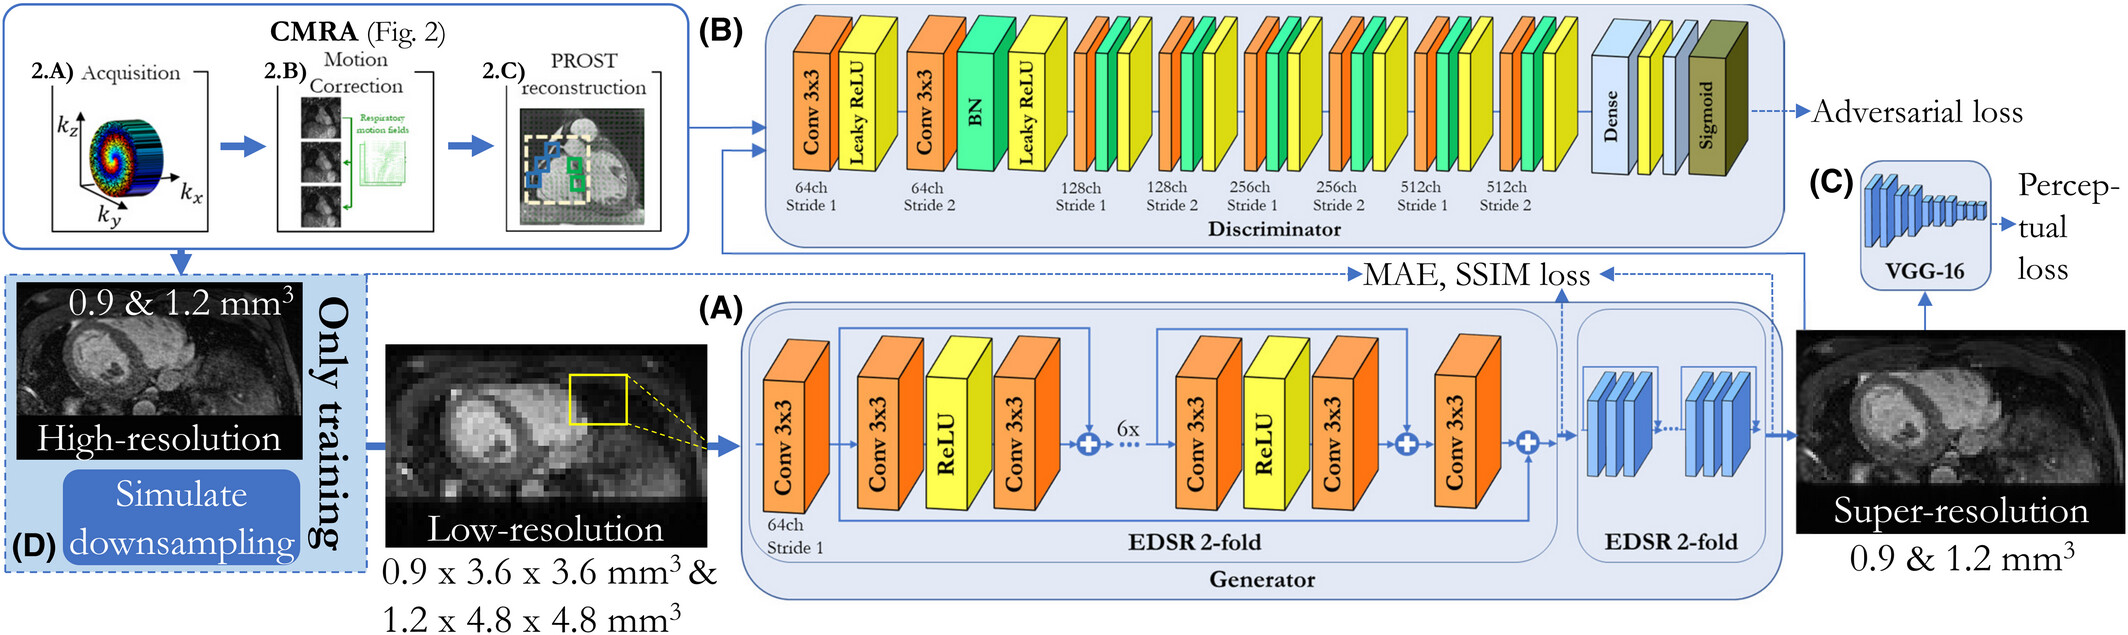 CMRA (Fig. 2)
2.A) Acquisition
kz
ky
kx
2.B) Motion
Correction
Respiratory
motion fields
2.C) PROST
reconstruction
(B)
Conv 3x3
Leaky ReLU
64ch
Stride 1
Conv 3x3
BN
Leaky ReLU
64ch
Stride 2
128ch
Stride 1
128ch
Stride 2
256ch
Stride 1
256ch
Stride 2
512ch
Stride 1
512ch
Stride 2
Dense
Sigmoid
Discriminator
Adversarial loss
(C)
VGG-16
Percep-
tual
loss
MAE, SSIM loss
0.9 & 1.2 mm³
High-resolution
Only training
(D)
Simulate
downsampling
Low-resolution
0.9 x 3.6 x 3.6 mm³ &
1.2 x 4.8 x 4.8 mm³
(A)
Conv 3x3
64ch
Stride 1
Conv 3x3
ReLU
Conv 3x3
6x
Conv 3x3
ReLU
Conv 3x3
Conv 3x3
EDSR 2-fold
EDSR 2-fold
Generator
Super-resolution
0.9 & 1.2 mm³